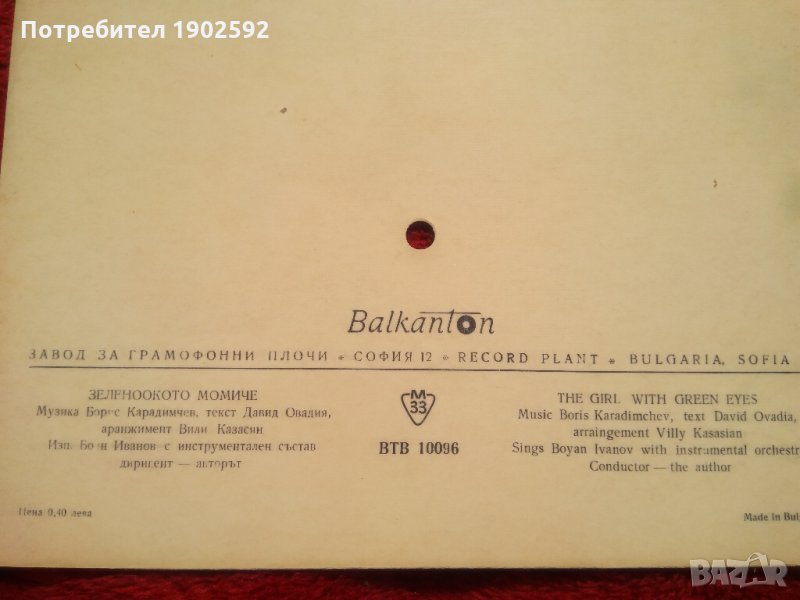 Потребител 1902592
Balkanton
ЗАВОД ЗА ГРАМОФОННИ ПЛОЧИ * СОФИЯ 12 * RECORD PLANT * BULGARIA, SOFIA
ЗЕЛЕНООКОТО МОМИЧЕ
Музика Борис Карадимчев, текст Давид Овадия,
аранжимент Вили Казасян
Изп. Боян Иванов с инструментален състав
диригент — авторът
М
33
ВТВ 10096
THE GIRL WITH GREEN EYES
Music Boris Karadimchev, text David Ovadia,
arraingement Villy Kasasian
Sings Boyan Ivanov with instrumental orchestr
Conductor — the author
Цена 0,40 лева
Made in Bul
BAZAR